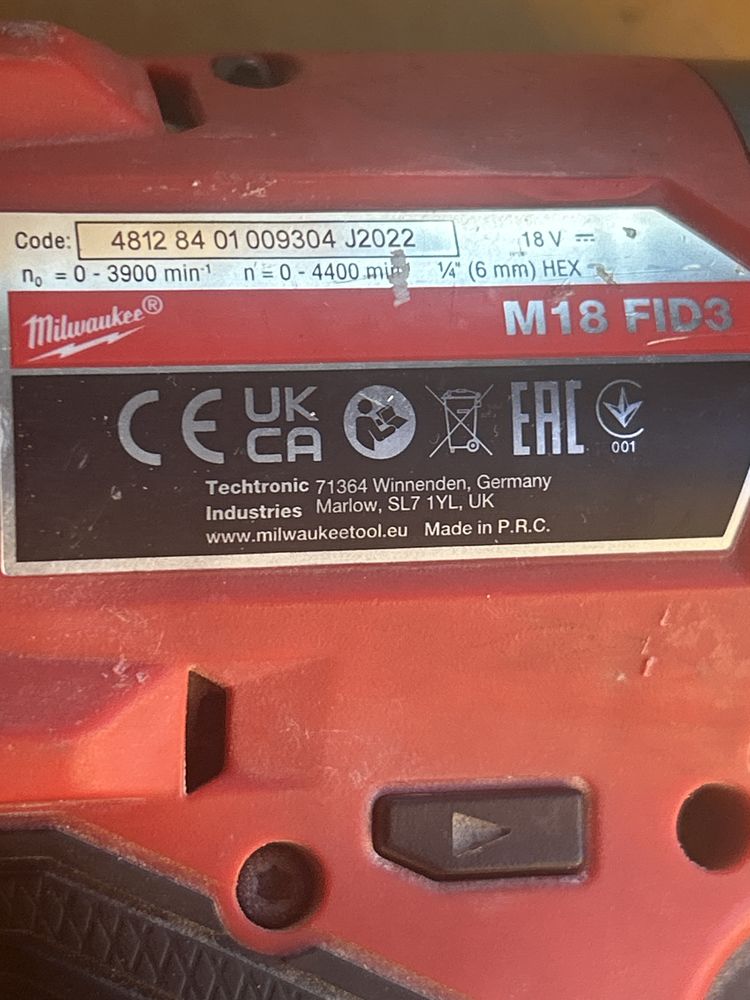 Code: 4812 84 01 009304 J2022 18 V ⎓
n₀ = 0 - 3900 min⁻¹ n = 0 - 4400 min ¼" (6 mm) HEX
Milwaukee® M18 FID3
CE UK CA EAC 001
Techtronic 71364 Winnenden, Germany
Industries Marlow, SL7 1YL, UK
www.milwaukeetool.eu Made in P.R.C.